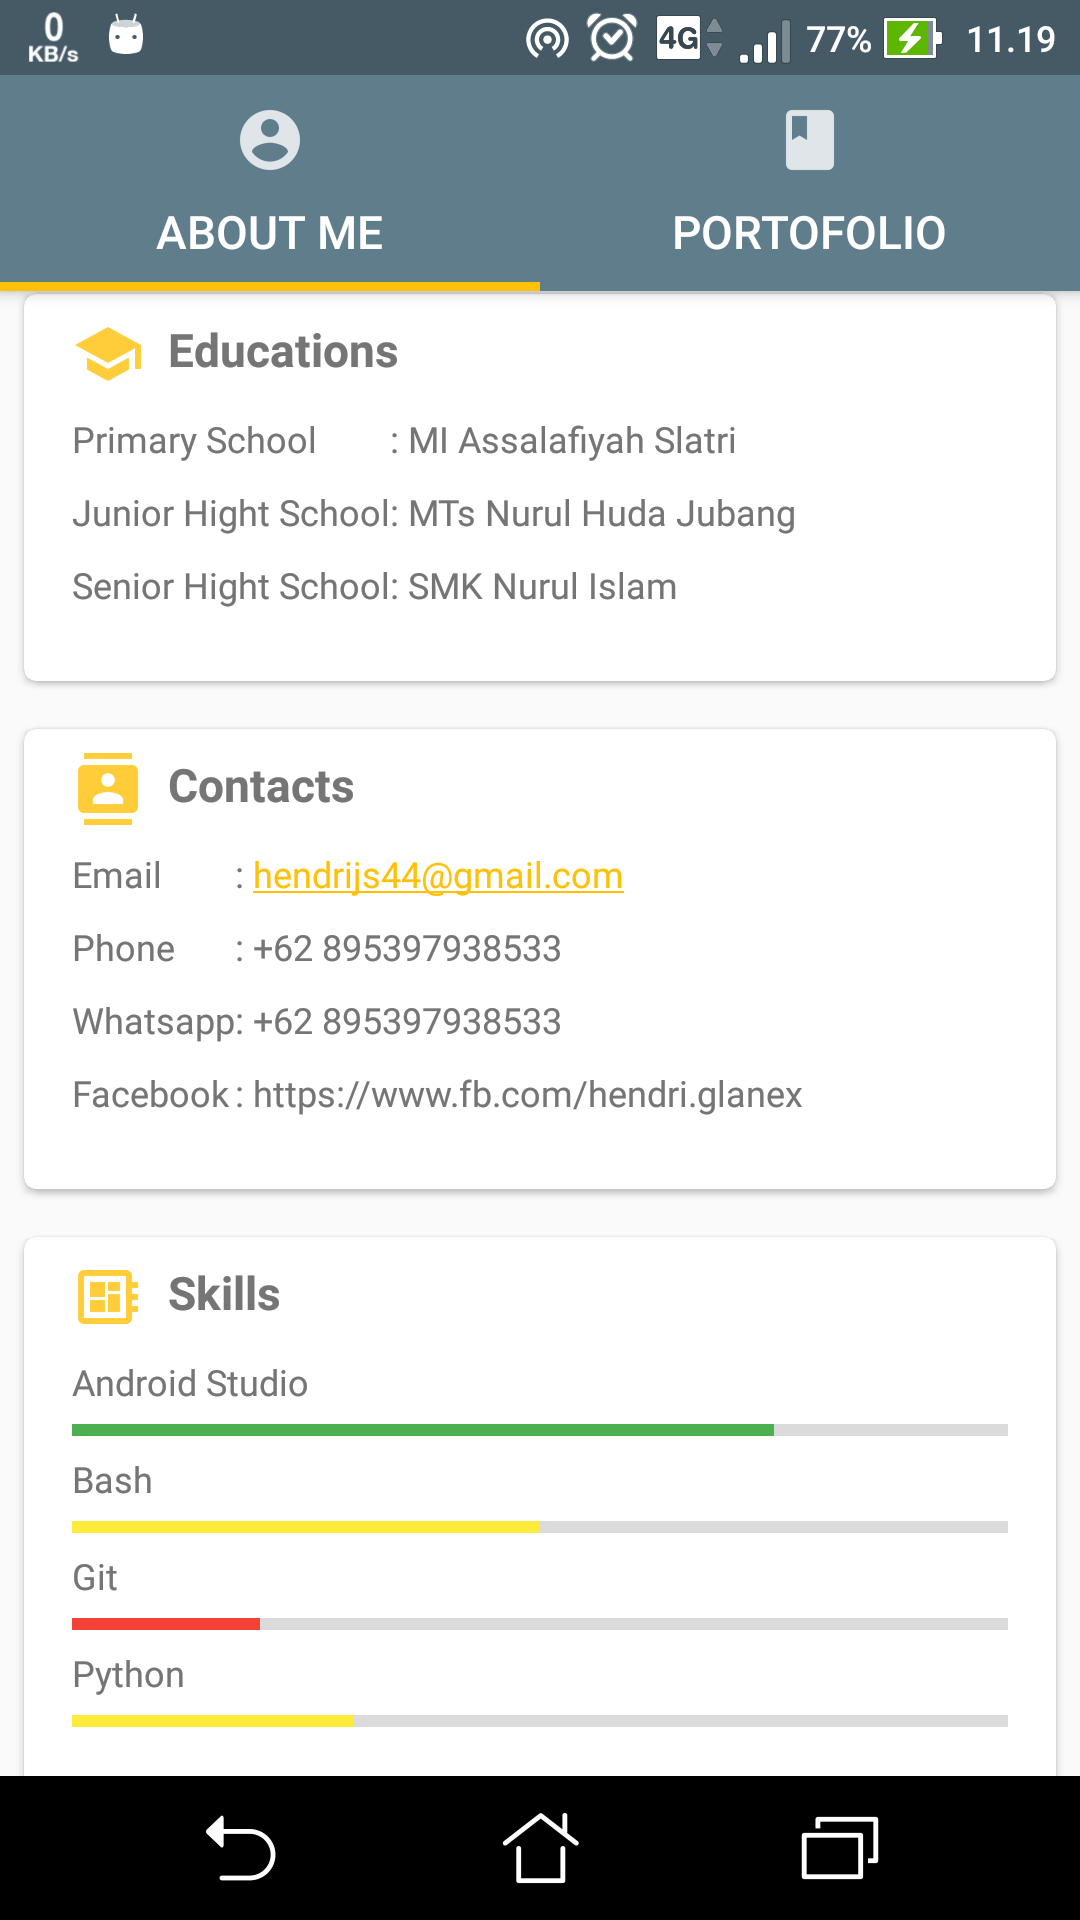 0
KB/s
4G
77%
11.19
ABOUT ME
PORTOFOLIO
Educations
Primary School : MI Assalafiyah Slatri
Junior Hight School: MTs Nurul Huda Jubang
Senior Hight School: SMK Nurul Islam
Contacts
Email : hendrijs44@gmail.com
Phone : +62 895397938533
Whatsapp: +62 895397938533
Facebook : https://www.fb.com/hendri.glanex
Skills
Android Studio
Bash
Git
Python